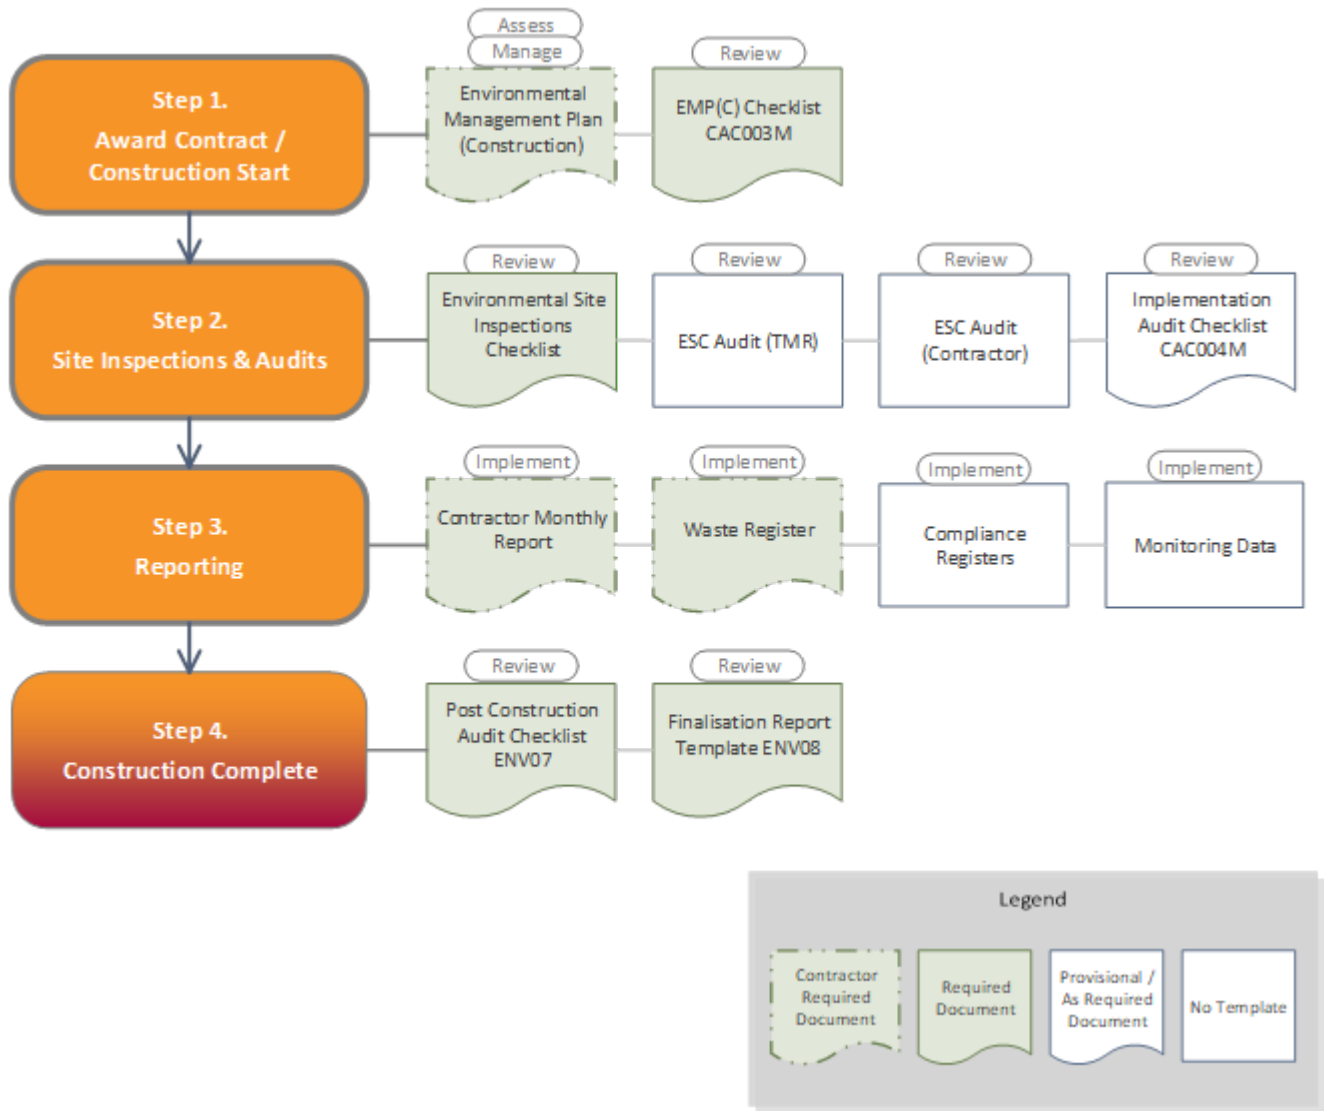 Assess
Manage
Review
Step 1.
Award Contract /
Construction Start
Environmental
Management Plan
(Construction)
EMP(C) Checklist
CAC003M
Review
Review
Review
Review
Step 2.
Site Inspections & Audits
Environmental Site
Inspections
Checklist
ESC Audit (TMR)
ESC Audit
(Contractor)
Implementation
Audit Checklist
CAC004M
Implement
Implement
Implement
Implement
Step 3.
Reporting
Contractor Monthly
Report
Waste Register
Compliance
Registers
Monitoring Data
Review
Review
Step 4.
Construction Complete
Post Construction
Audit Checklist
ENV07
Finalisation Report
Template ENV08
Legend
Contractor
Required
Document
Required
Document
Provisional /
As Required
Document
No Template